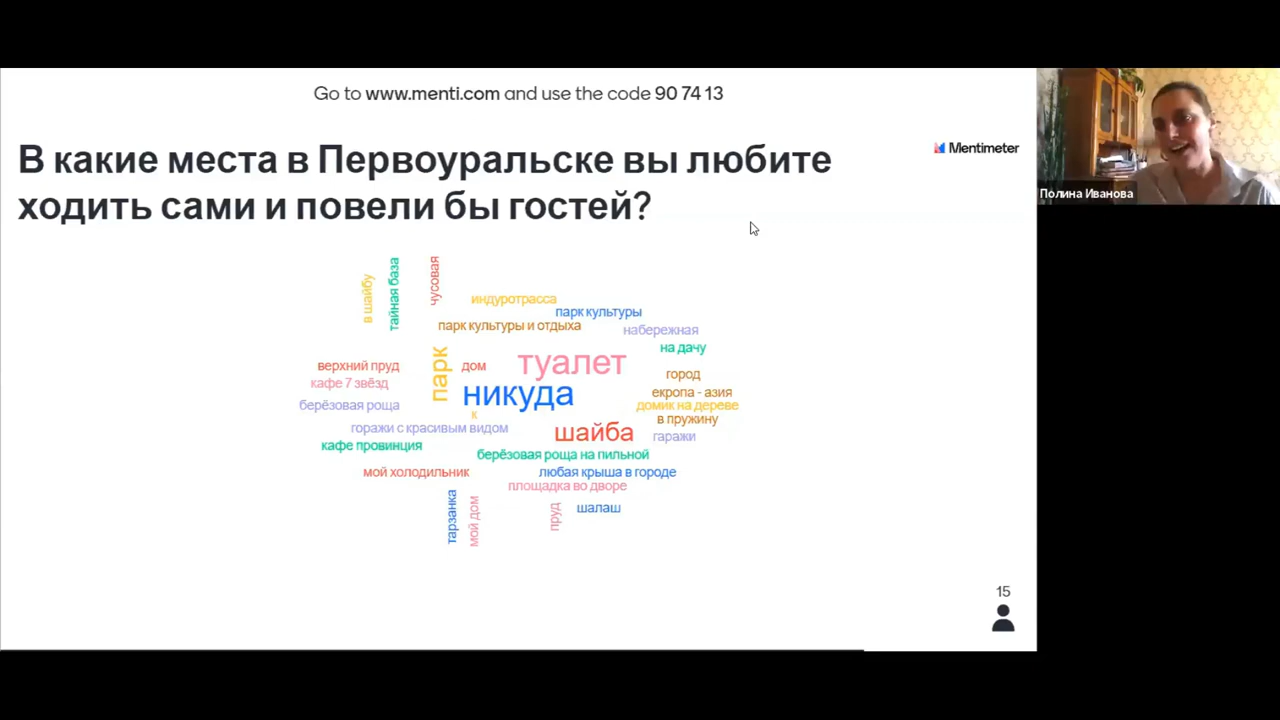 Go to www.menti.com and use the code 90 74 13
Mentimeter
В какие места в Первоуральске вы любите
ходить сами и повели бы гостей?
Полина Иванова
в шайбу
тайная база
чусовая
индуротрасса
парк культуры
парк культуры и отдыха
набережная
на дачу
верхний пруд
парк
дом
туалет
город
кафе 7 звёзд
никуда
екропа - азия
берёзовая роща
домик на дереве
к
в пружину
горажи с красивым видом
шайба
гаражи
кафе провинция
берёзовая роща на пильной
мой холодильник
любая крыша в городе
площадка во дворе
тарзанка
мой дом
пруд
шалаш
15